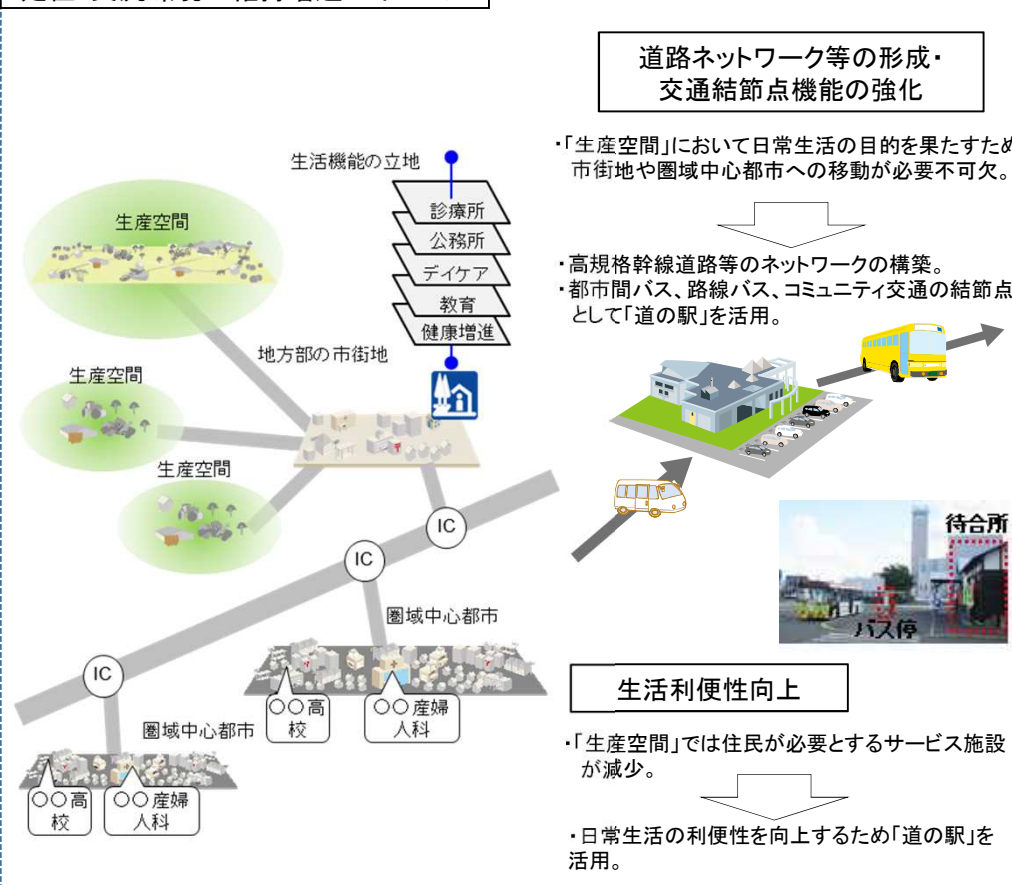 道路ネットワーク等の形成・
交通結節点機能の強化
・「生産空間」において日常生活の目的を果たすため
市街地や圏域中心都市への移動が必要不可欠。
・高規格幹線道路等のネットワークの構築。
・都市間バス、路線バス、コミュニティ交通の結節点
として「道の駅」を活用。
生活機能の立地
診療所
公務所
デイケア
教育
健康増進
生産空間
地方部の市街地
生産空間
生産空間
IC
IC
IC
圏域中心都市
〇〇高
校
〇〇産婦
人科
圏域中心都市
〇〇高
校
〇〇産婦
人科
待合所
バス停
生活利便性向上
・「生産空間」では住民が必要とするサービス施設
が減少。
・日常生活の利便性を向上するため「道の駅」を
活用。